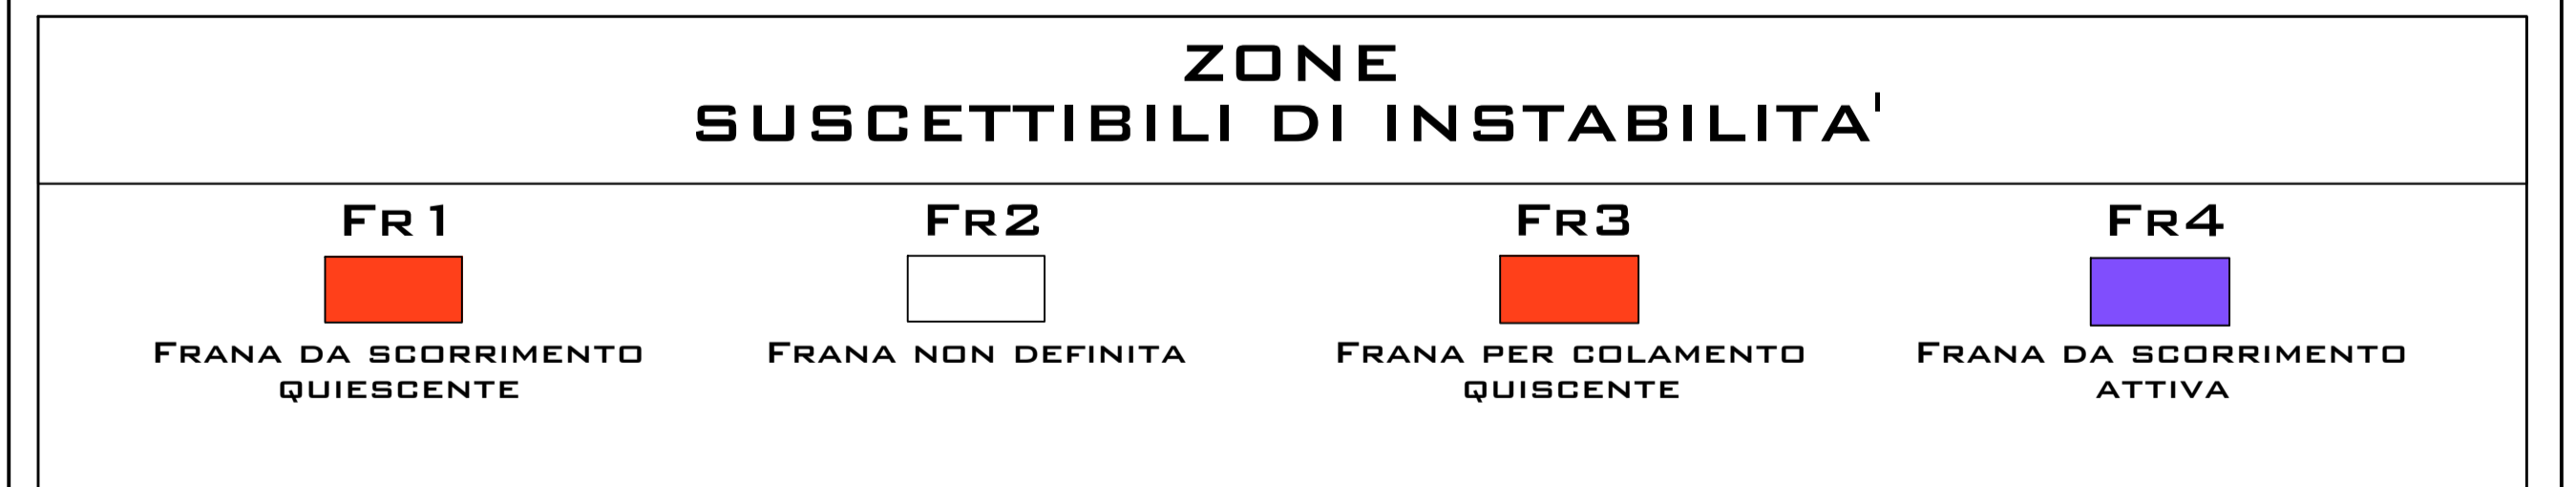 ZONE
SUSCETTIBILI DI INSTABILITA'
FR1
FR2
FR3
FR4
FRANA DA SCORRIMENTO
QUIESCENTE
FRANA NON DEFINITA
FRANA PER COLAMENTO
QUISCENTE
FRANA DA SCORRIMENTO
ATTIVA